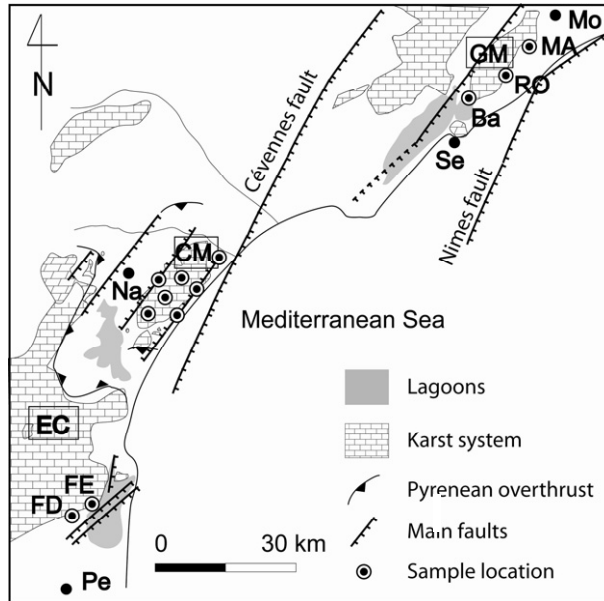 Mo
GM
MA
RO
N
Ba
Se
Cévennes fault
Nimes fault
CM
Na
Mediterranean Sea
Lagoons
EC
Karst system
FE
Pyrenean overthrust
FD
Main faults
0 30 km
Sample location
Pe